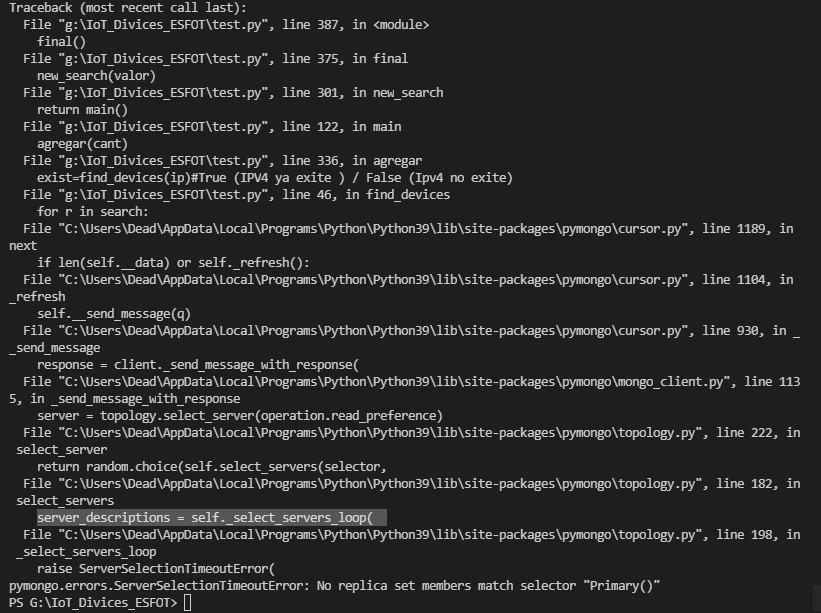 Traceback (most recent call last):
  File "g:\IoT_Divices_ESFOT\test.py", line 387, in <module>
    final()
  File "g:\IoT_Divices_ESFOT\test.py", line 375, in final
    new_search(valor)
  File "g:\IoT_Divices_ESFOT\test.py", line 301, in new_search
    return main()
  File "g:\IoT_Divices_ESFOT\test.py", line 122, in main
    agregar(cant)
  File "g:\IoT_Divices_ESFOT\test.py", line 336, in agregar
    exist=find_devices(ip)#True (IPV4 ya exite ) / False (Ipv4 no exite)
  File "g:\IoT_Divices_ESFOT\test.py", line 46, in find_devices
    for r in search:
  File "C:\Users\Dead\AppData\Local\Programs\Python\Python39\lib\site-packages\pymongo\cursor.py", line 1189, in
next
    if len(self.__data) or self._refresh():
  File "C:\Users\Dead\AppData\Local\Programs\Python\Python39\lib\site-packages\pymongo\cursor.py", line 1104, in
_refresh
    self.__send_message(q)
  File "C:\Users\Dead\AppData\Local\Programs\Python\Python39\lib\site-packages\pymongo\cursor.py", line 930, in _
_send_message
    response = client._send_message_with_response(
  File "C:\Users\Dead\AppData\Local\Programs\Python\Python39\lib\site-packages\pymongo\mongo_client.py", line 113
5, in _send_message_with_response
    server = topology.select_server(operation.read_preference)
  File "C:\Users\Dead\AppData\Local\Programs\Python\Python39\lib\site-packages\pymongo\topology.py", line 222, in
 select_server
    return random.choice(self.select_servers(selector,
  File "C:\Users\Dead\AppData\Local\Programs\Python\Python39\lib\site-packages\pymongo\topology.py", line 182, in
 select_servers
    server_descriptions = self._select_servers_loop(
  File "C:\Users\Dead\AppData\Local\Programs\Python\Python39\lib\site-packages\pymongo\topology.py", line 198, in
 _select_servers_loop
    raise ServerSelectionTimeoutError(
pymongo.errors.ServerSelectionTimeoutError: No replica set members match selector "Primary()"
PS G:\IoT_Divices_ESFOT>